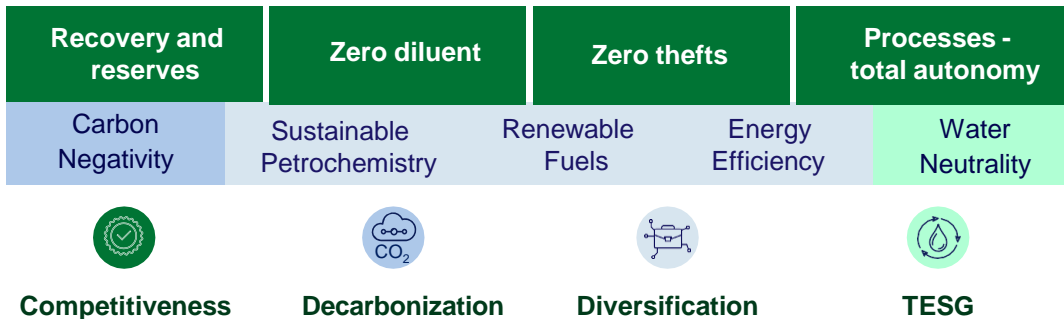 Recovery and
reserves
Zero diluent
Zero thefts
Processes -
total autonomy
Carbon
Negativity
Sustainable
Petrochemistry
Renewable
Fuels
Energy
Efficiency
Water
Neutrality
CO2
Competitiveness
Decarbonization
Diversification
TESG